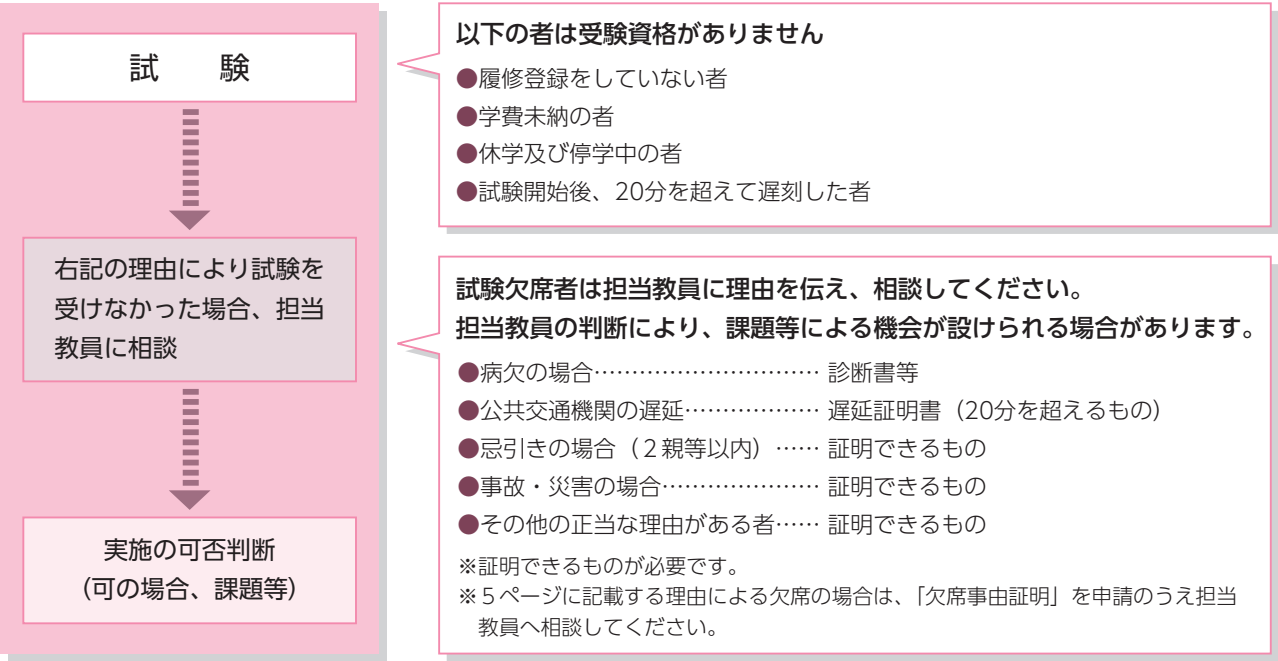 試　験
以下の者は受験資格がありません
●履修登録をしていない者
●学費未納の者
●休学及び停学中の者
●試験開始後、20分を超えて遅刻した者
右記の理由により試験を
受けなかった場合、担当
教員に相談
試験欠席者は担当教員に理由を伝え、相談してください。
担当教員の判断により、課題等による機会が設けられる場合があります。
●病欠の場合………………………… 診断書等
●公共交通機関の遅延……………… 遅延証明書（20分を超えるもの）
●忌引きの場合（２親等以内）…… 証明できるもの
●事故・災害の場合………………… 証明できるもの
●その他の正当な理由がある者…… 証明できるもの
※証明できるものが必要です。
※５ページに記載する理由による欠席の場合は、「欠席事由証明」を申請のうえ担当
教員へ相談してください。
実施の可否判断
（可の場合、課題等）